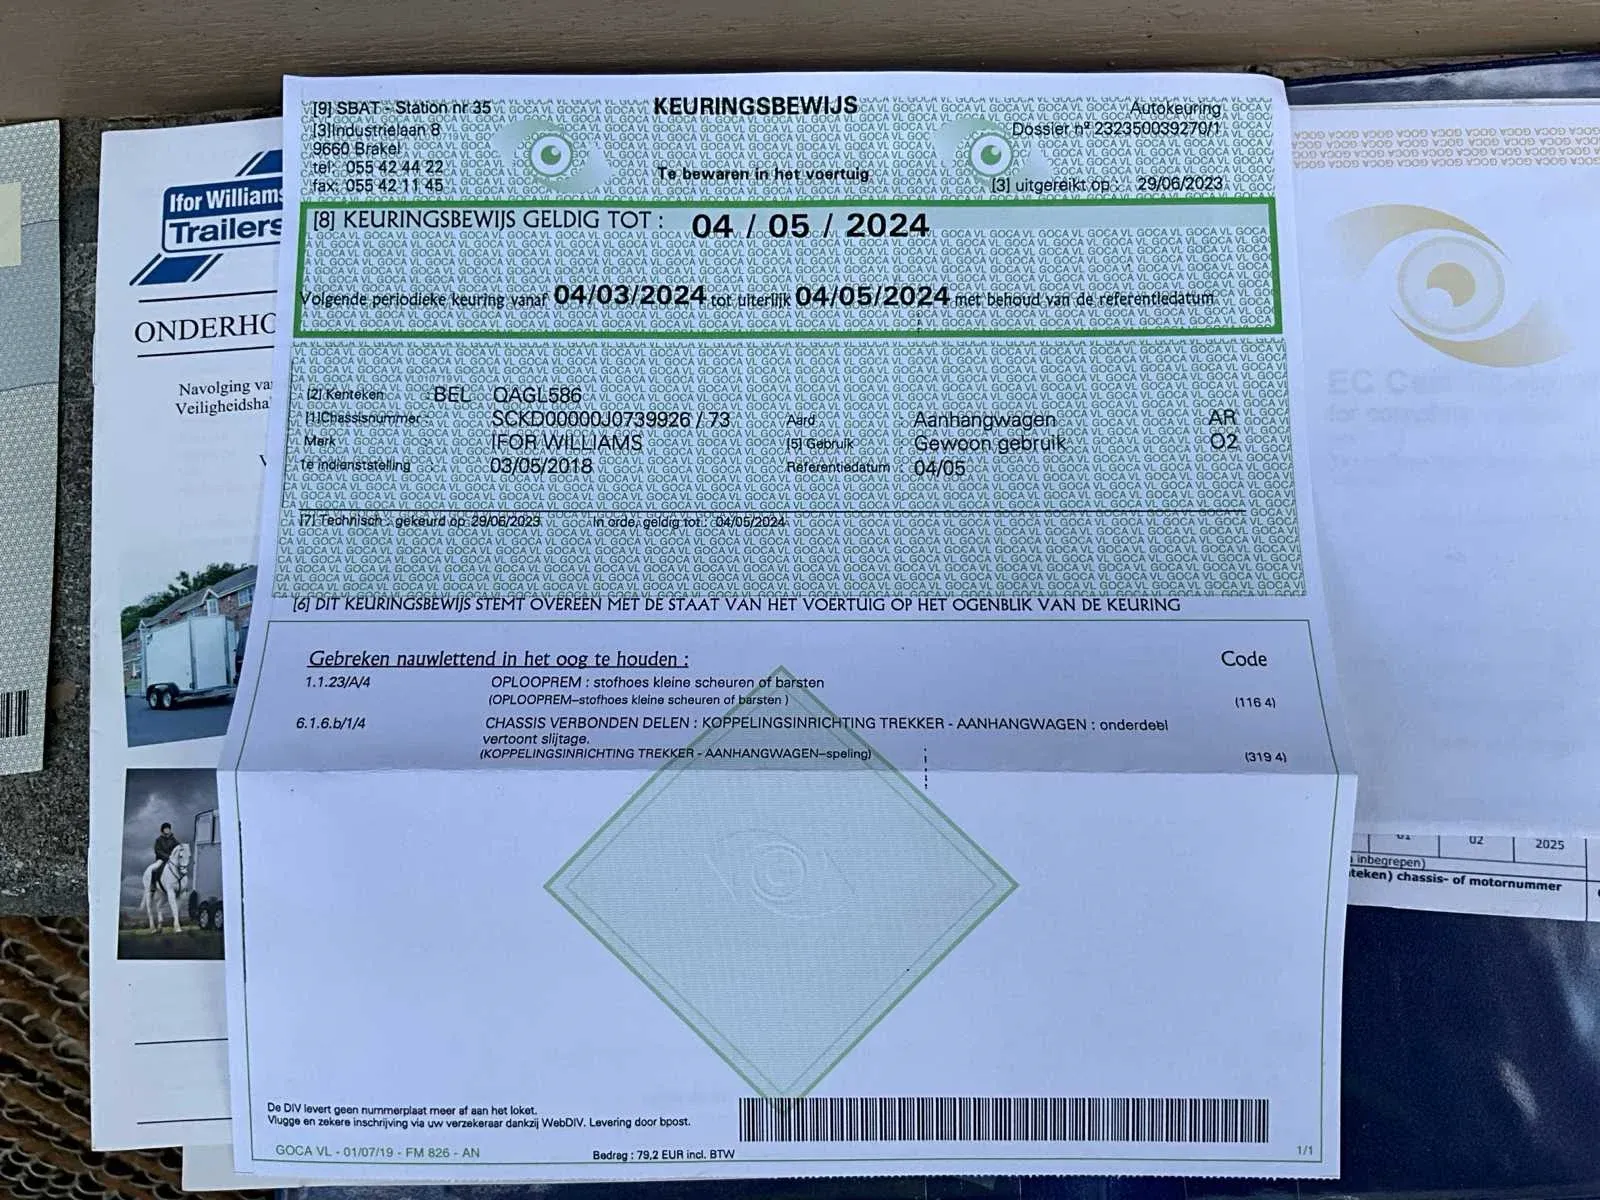 [9] SBAT - Station nr 35
[3]Industrielaan 8
9660 Brakel
tel: 055 42 44 22
fax: 055 42 11 45
KEURINGSBEWIJS
Te bewaren in het voertuig
Autokeuring
Dossier nº 232350039270/1
[3] uitgereikt op : 29/06/2023
[8] KEURINGSBEWIJS GELDIG TOT : 04 / 05 / 2024
Volgende periodieke keuring vanaf 04/03/2024 tot uiterlijk 04/05/2024 met behoud van de referentiedatum
[2] Kenteken : BEL QAGL586
[1]Chassisnummer : SCKD00000J0739926 / 73 Aard : Aanhangwagen AR
Merk : IFOR WILLIAMS [5] Gebruik : Gewoon gebruik O2
1e indienststelling : 03/05/2018 Referentiedatum : 04/05
[7] Technisch : gekeurd op 29/06/2023 In orde, geldig tot : 04/05/2024
[6] DIT KEURINGSBEWIJS STEMT OVEREEN MET DE STAAT VAN HET VOERTUIG OP HET OGENBLIK VAN DE KEURING
Gebreken nauwlettend in het oog te houden : Code
1.1.23/A/4 OPLOOPREM : stofhoes kleine scheuren of barsten
(OPLOOPREM–stofhoes kleine scheuren of barsten ) (116 4)
6.1.6.b/1/4 CHASSIS VERBONDEN DELEN : KOPPELINGSINRICHTING TREKKER - AANHANGWAGEN : onderdeel
vertoont slijtage.
(KOPPELINGSINRICHTING TREKKER - AANHANGWAGEN–speling) (319 4)
De DIV levert geen nummerplaat meer af aan het loket.
Vlugge en zekere inschrijving via uw verzekeraar dankzij WebDIV. Levering door bpost.
GOCA VL - 01/07/19 - FM 826 - AN
Bedrag : 79,2 EUR incl. BTW
1/1
Ifor Williams
Trailers
ONDERHO
Navolging va
Veiligheidsha
EC C
for
01 02 2025
inbegrepen)
teken) chassis- of motornummer